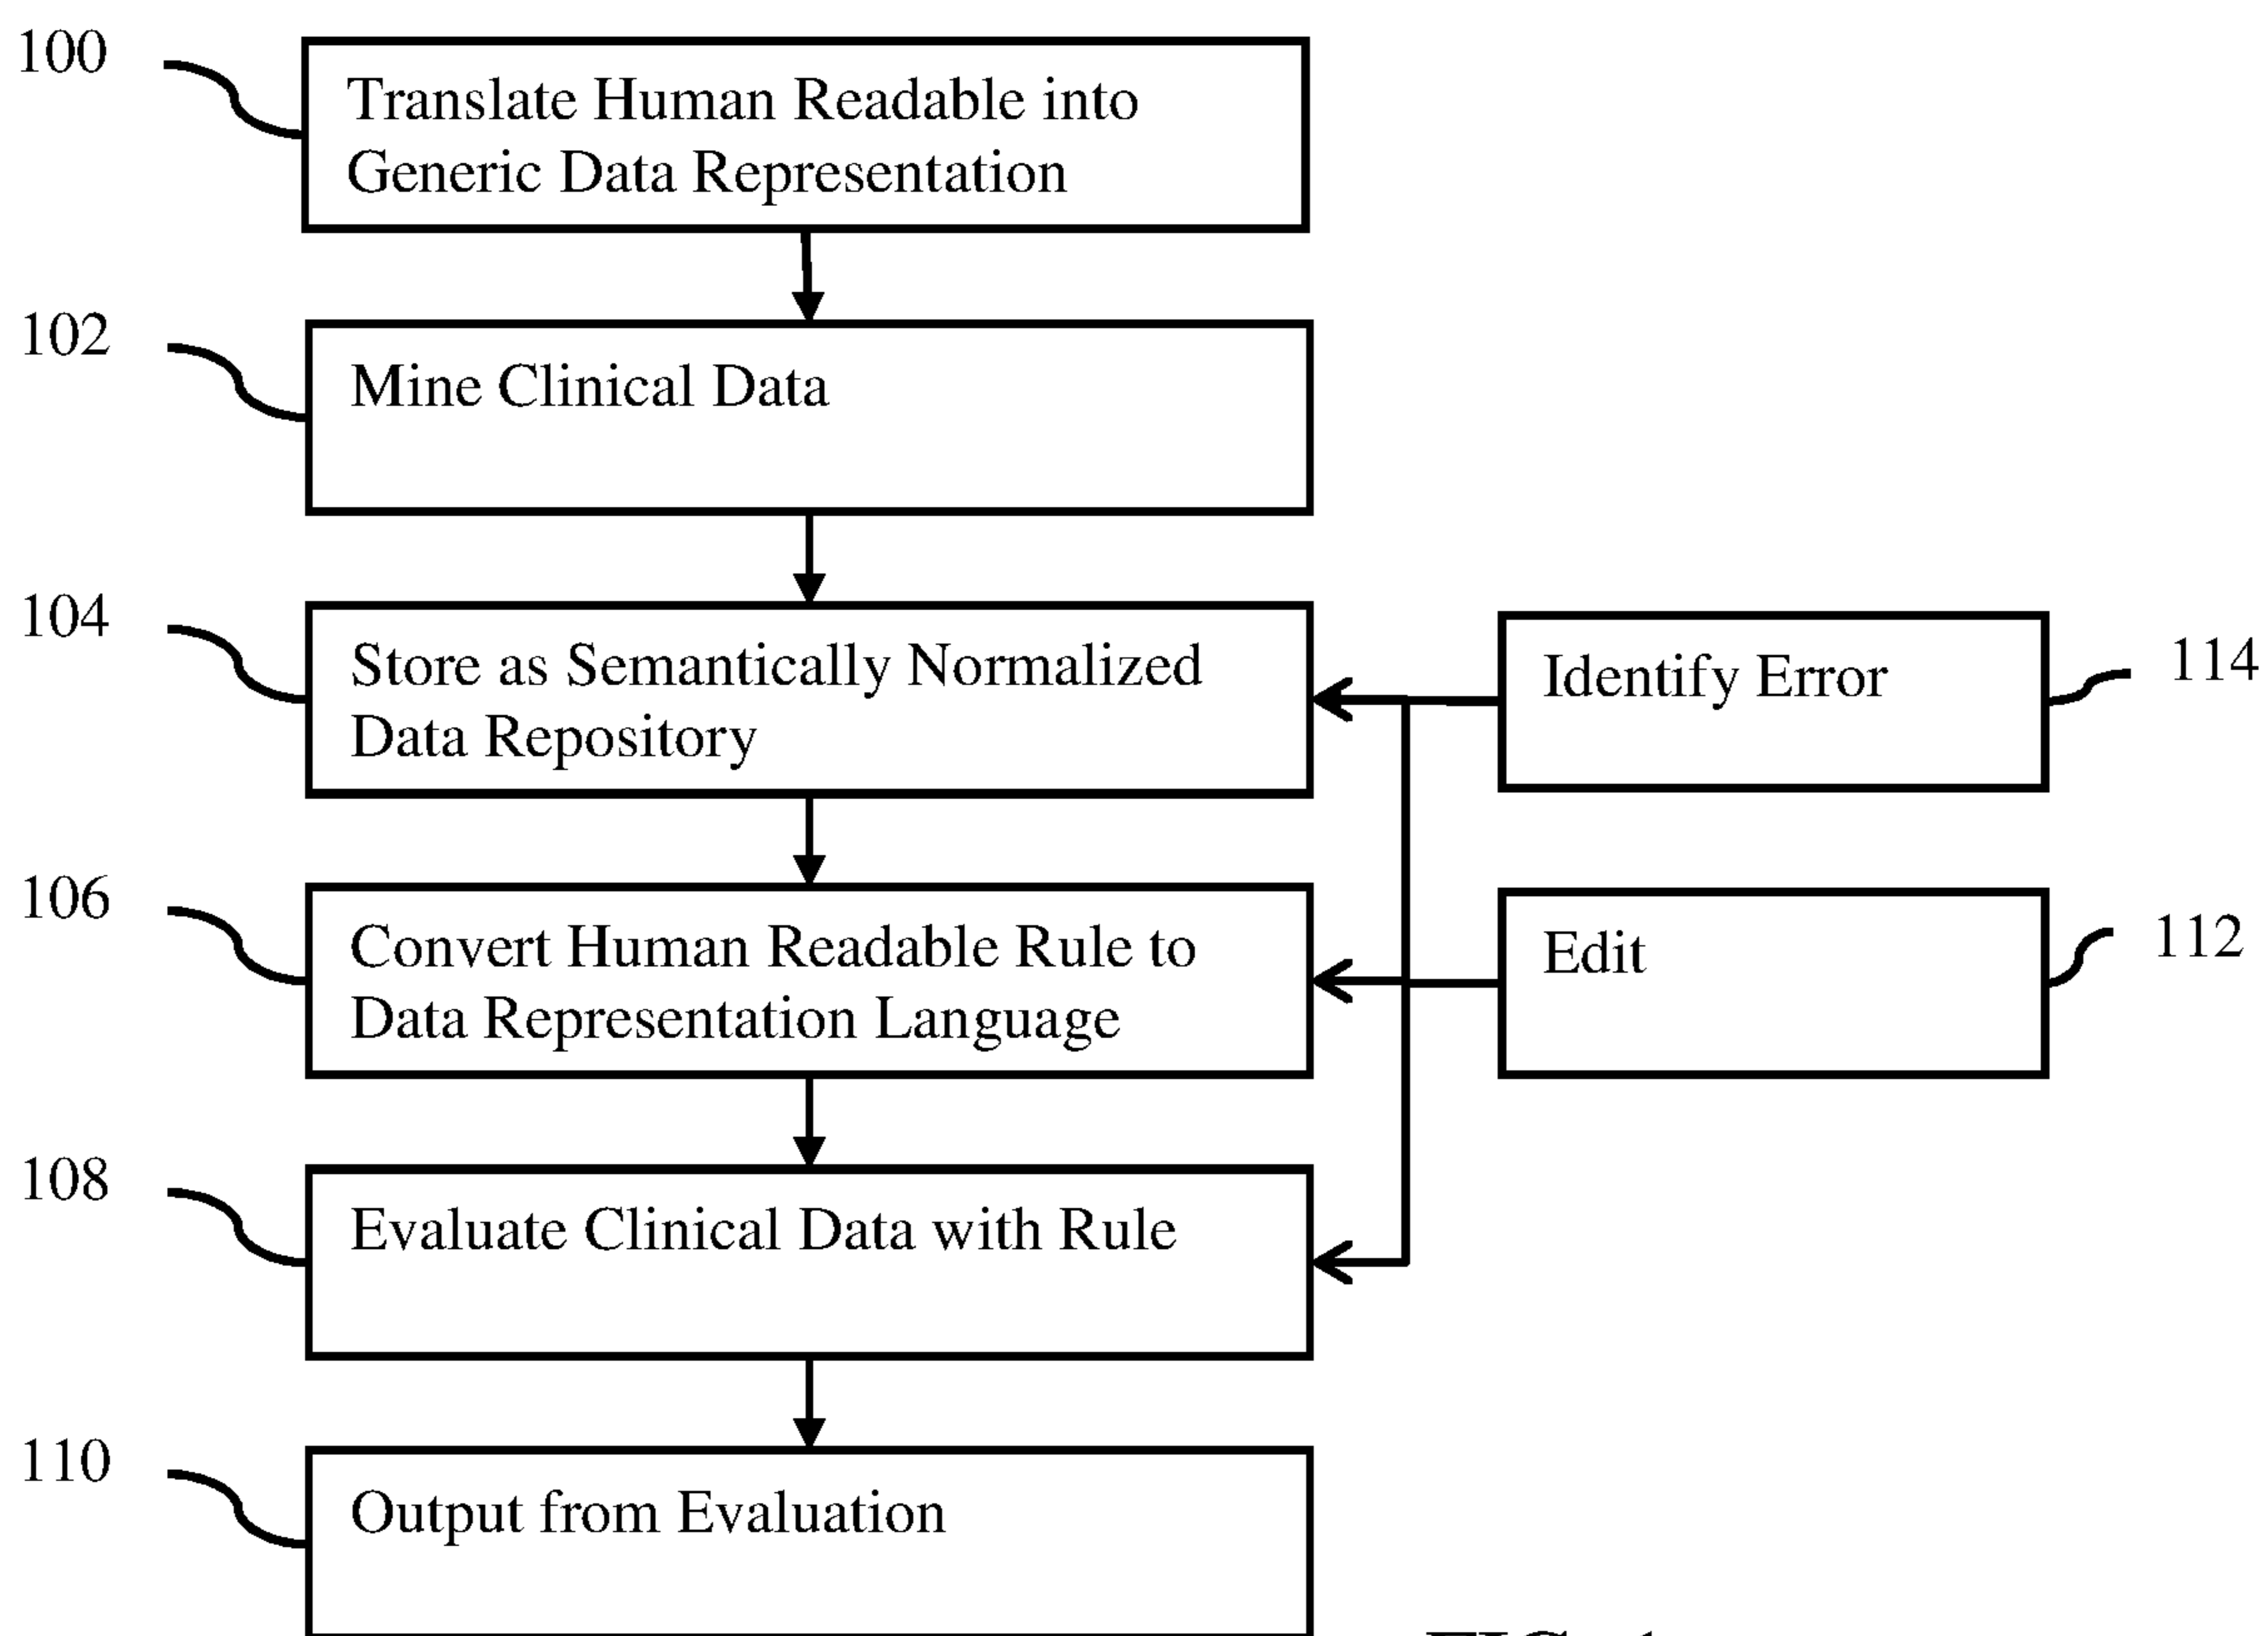 100
Translate Human Readable into
Generic Data Representation
102
Mine Clinical Data
104
Store as Semantically Normalized
Data Repository
Identify Error
114
106
Convert Human Readable Rule to
Data Representation Language
Edit
112
108
Evaluate Clinical Data with Rule
110
Output from Evaluation